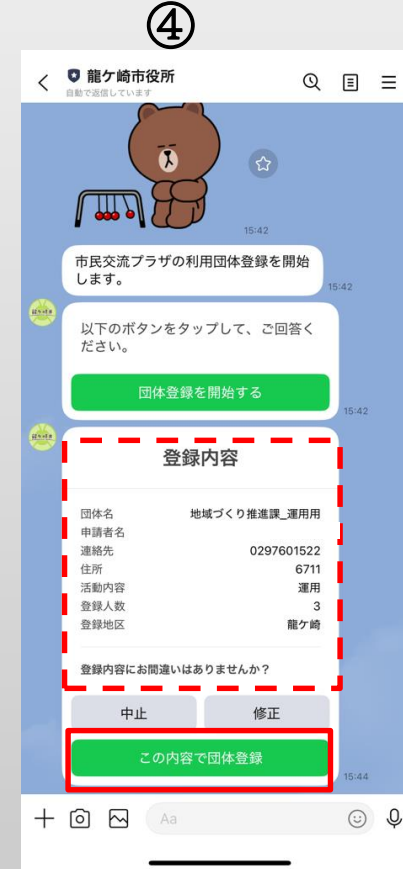 ④
龍ケ崎市役所
自動で返信しています
15:42
市民交流プラザの利用団体登録を開始
します。
15:42
以下のボタンをタップして、ご回答く
ださい。
団体登録を開始する
15:42
登録内容
団体名 地域づくり推進課_運用用
申請者名
連絡先 0297601522
住所 6711
活動内容 運用
登録人数 3
登録地区 龍ケ崎
登録内容にお間違いはありませんか？
中止 修正
この内容で団体登録
15:44
Aa